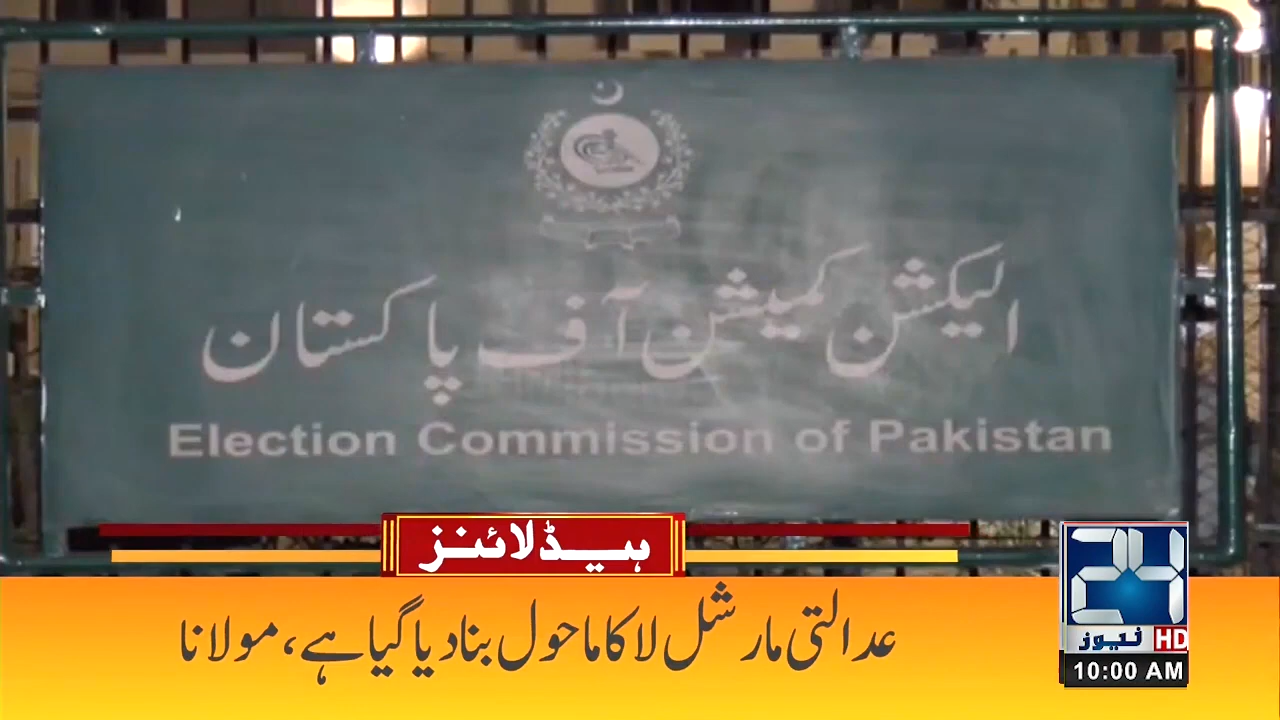 الیکشن کمیشن آف پاکستان
Election Commission of Pakistan
ہیڈلائنز
عدالتی مارشل لا کا ماحول بنا دیا گیا ہے، مولانا
24
نیوز HD
10:00 AM